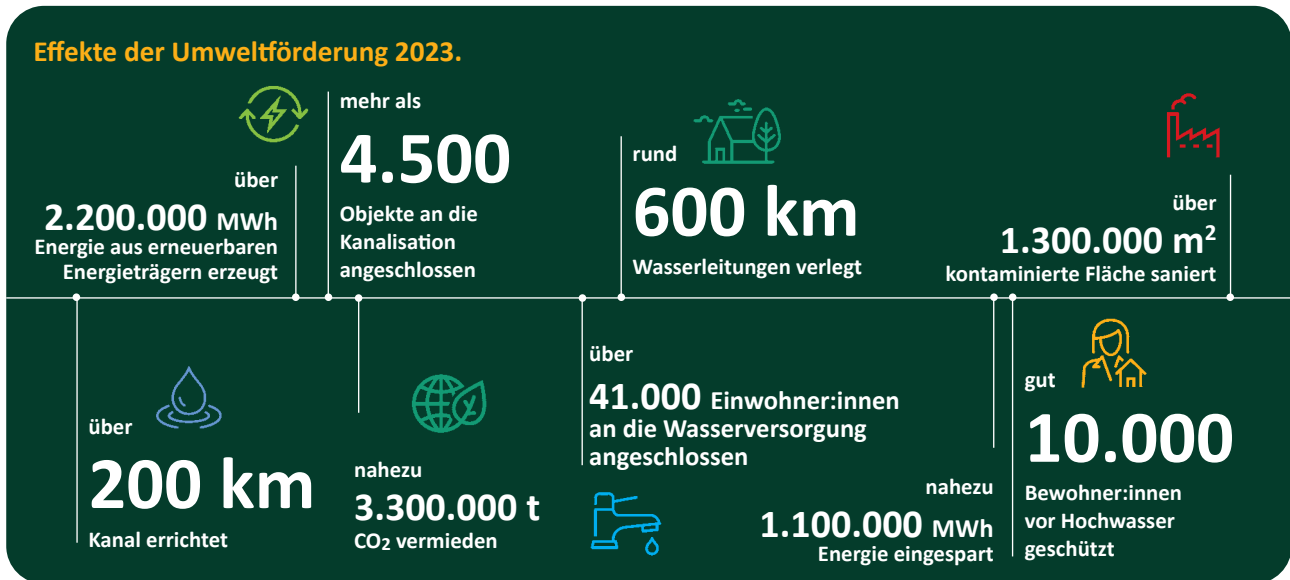 Effekte der Umweltförderung 2023.
über
2.200.000 MWh
Energie aus erneuerbaren
Energieträgern erzeugt
mehr als
4.500
Objekte an die
Kanalisation
angeschlossen
rund
600 km
Wasserleitungen verlegt
über
1.300.000 m²
kontaminierte Fläche saniert
über
200 km
Kanal errichtet
nahezu
3.300.000 t
CO₂ vermieden
über
41.000 Einwohner:innen
an die Wasserversorgung
angeschlossen
nahezu
1.100.000 MWh
Energie eingespart
gut
10.000
Bewohner:innen
vor Hochwasser
geschützt